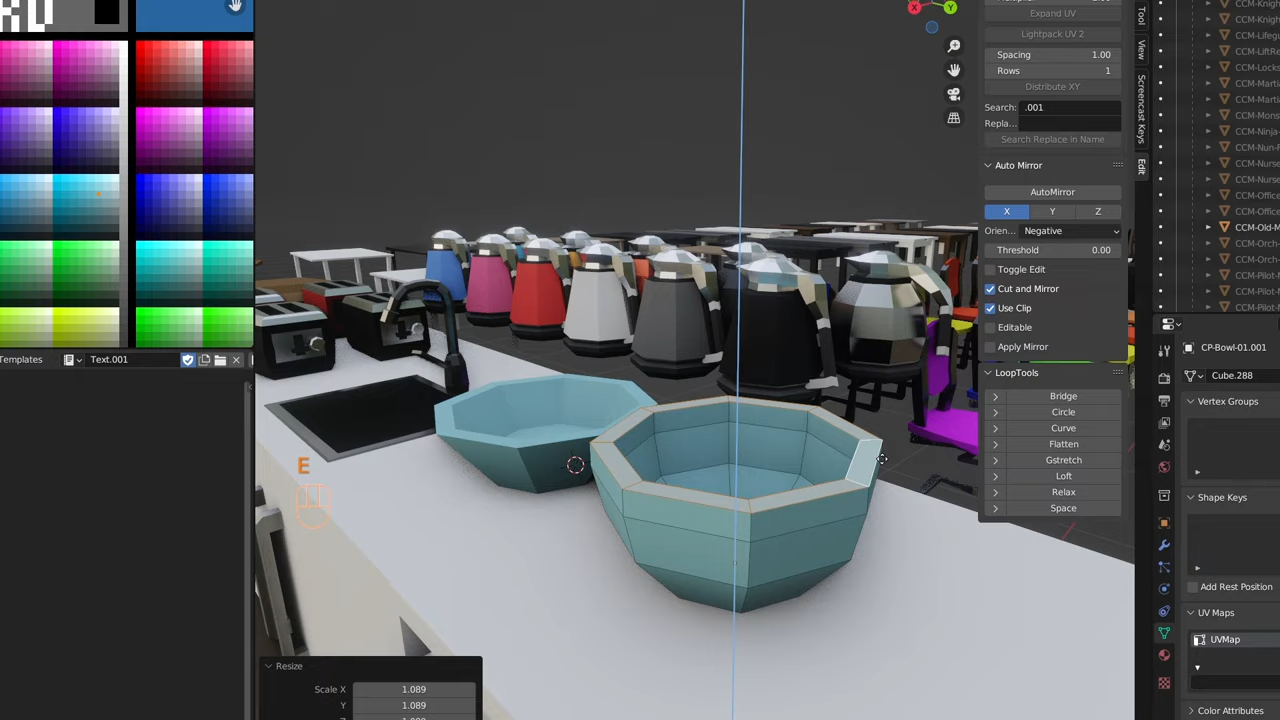 Expand UV
Lightpack UV 2
Spacing 1.00
Rows 1
Distribute XY
Search: .001
Repla...
Search Replace in Name
Auto Mirror
AutoMirror
X Y Z
Orien... Negative
Threshold 0.00
Toggle Edit
Cut and Mirror
Use Clip
Editable
Apply Mirror
LoopTools
Bridge
Circle
Curve
Flatten
Gstretch
Loft
Relax
Space
Tool
View
Screencast Keys
Edit
X
Y
CCM-Knigh
CCM-Knigh
CCM-Lifegu
CCM-LiftRe
CCM-Locks
CCM-Martia
CCM-Martia
CCM-Mons
CCM-Ninja-
CCM-Nun-F
CCM-Nurse
CCM-Nurse
CCM-Office
CCM-Office
CCM-Old-M
CCM-Orch-
CCM-Orch-
CCM-Pilot-M
CCM-Pilot-M
CCM-Pilot-M
CP-Bowl-01.001
Cube.288
Vertex Groups
Shape Keys
Add Rest Position
UV Maps
UVMap
Color Attributes
Templates
Text.001
E
Resize
Scale X 1.089
Y 1.089